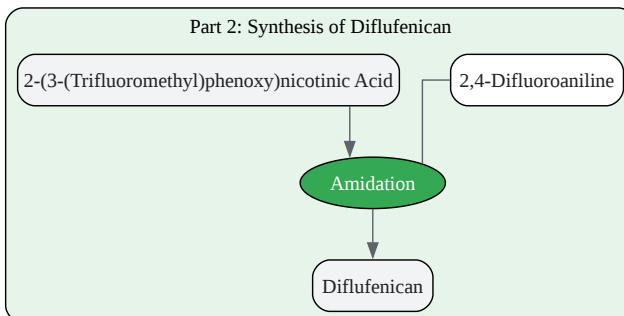 Part 2: Synthesis of Diflufenican
2-(3-(Trifluoromethyl)phenoxy)nicotinic Acid
2,4-Difluoroaniline
Amidation
Diflufenican